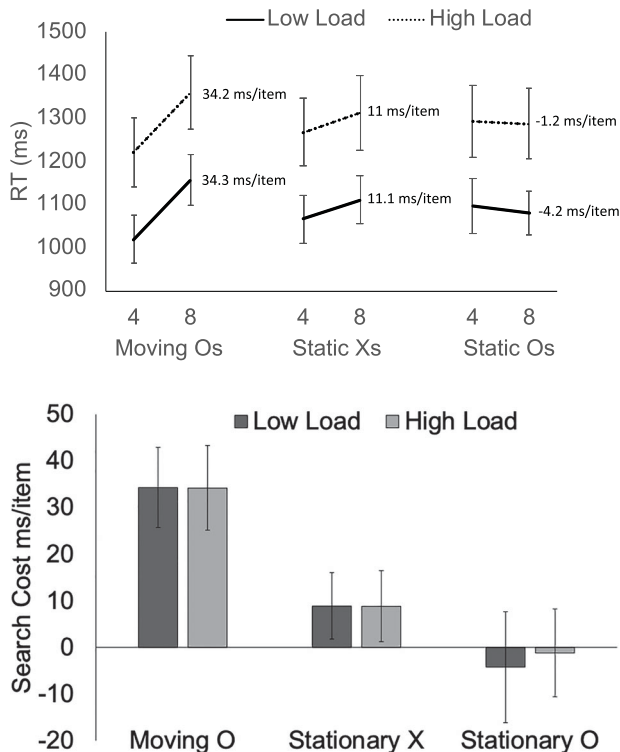 Low Load High Load
1500
1400
1300
1200
1100
1000
900
RT (ms)
34.2 ms/item
34.3 ms/item
11 ms/item
11.1 ms/item
-1.2 ms/item
-4.2 ms/item
4 8 4 8 4 8
Moving Os Static Xs Static Os
Low Load High Load
50
40
30
20
10
0
-10
-20
Search Cost ms/item
Moving O Stationary X Stationary O